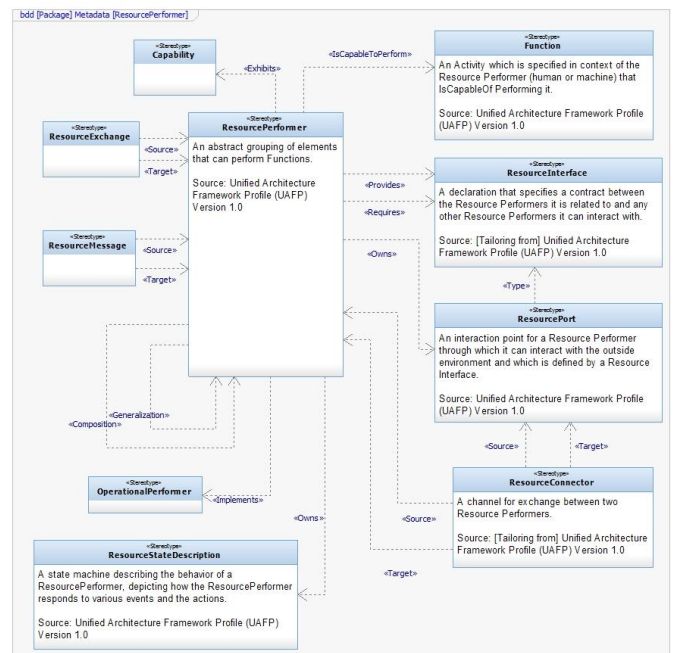 bdd [Package] Metadata [ResourcePerformer]
«Stereotype»
Capability
«Exhibits»
«IsCapableToPerform»
«Stereotype»
Function
An Activity which is specified in context of the
Resource Performer (human or machine) that
IsCapableOf Performing it.
Source: Unified Architecture Framework Profile
(UAFP) Version 1.0
«Stereotype»
ResourceExchange
«Source»
«Target»
«Stereotype»
ResourcePerformer
An abstract grouping of elements
that can perform Functions.
Source: Unified Architecture
Framework Profile (UAFP)
Version 1.0
«Provides»
«Requires»
«Owns»
«Stereotype»
ResourceInterface
A declaration that specifies a contract between
the Resource Performers it is related to and any
other Resource Performers it can interact with.
Source: [Tailoring from] Unified Architecture
Framework Profile (UAFP) Version 1.0
«Stereotype»
ResourceMessage
«Source»
«Target»
«Type»
«Stereotype»
ResourcePort
An interaction point for a Resource Performer
through which it can interact with the outside
environment and which is defined by a Resource
Interface.
Source: Unified Architecture Framework Profile
(UAFP) Version 1.0
«Generalization»
«Composition»
«Source»
«Target»
«Stereotype»
ResourceConnector
A channel for exchange between two
Resource Performers.
Source: [Tailoring from] Unified Architecture
Framework Profile (UAFP) Version 1.0
«Stereotype»
OperationalPerformer
«Implements»
«Owns»
«Source»
«Target»
«Stereotype»
ResourceStateDescription
A state machine describing the behavior of a
ResourcePerformer, depicting how the ResourcePerformer
responds to various events and the actions.
Source: Unified Architecture Framework Profile (UAFP)
Version 1.0